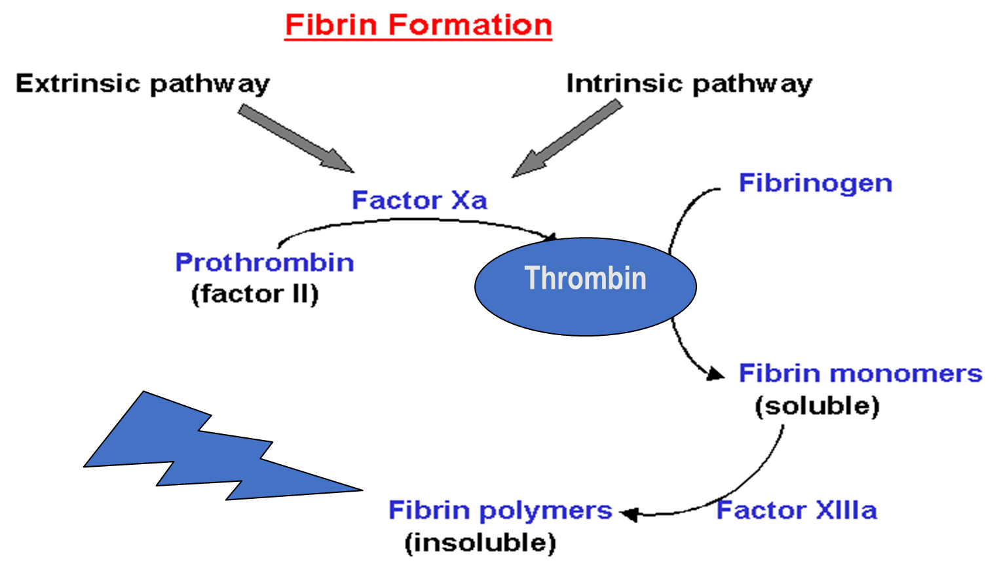 Fibrin Formation
Extrinsic pathway
Intrinsic pathway
Factor Xa
Fibrinogen
Prothrombin
(factor II)
Thrombin
Fibrin monomers
(soluble)
Factor XIIIa
Fibrin polymers
(insoluble)